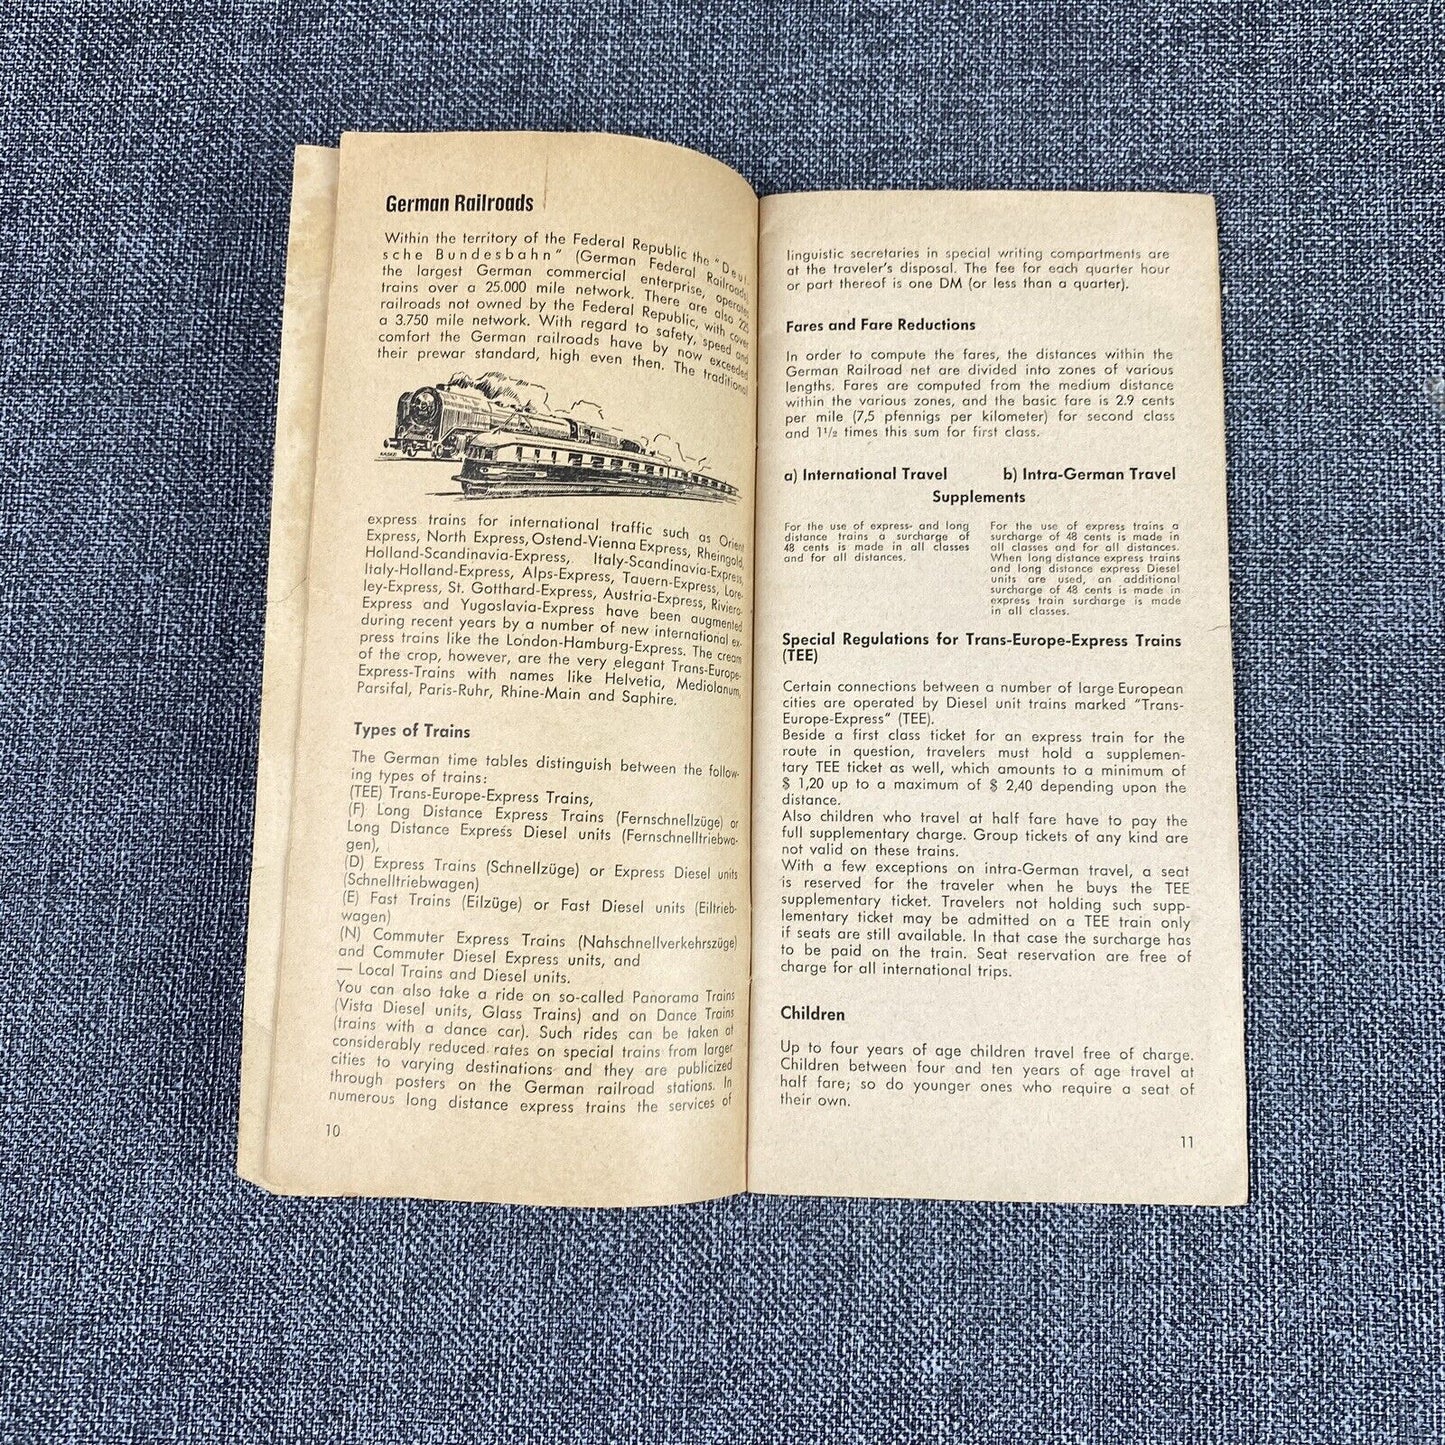 German Railroads
Within the territory of the Federal Republic the "Deut-
sche Bundesbahn" (German Federal Railroads)
the largest German commercial enterprise, operates
trains over a 25.000 mile network. There are also 225
railroads not owned by the Federal Republic, with cover
a 3.750 mile network. With regard to safety, speed and
comfort the German railroads have by now exceeded
their prewar standard, high even then. The traditional
express trains for international traffic such as Orient
Express, North Express, Ostend-Vienna Express, Rheingold,
Holland-Scandinavia-Express, Italy-Scandinavia-Express,
Italy-Holland-Express, Alps-Express, Tauern-Express, Lore-
ley-Express, St. Gotthard-Express, Austria-Express, Riviera-
Express and Yugoslavia-Express have been augmented
during recent years by a number of new international ex-
press trains like the London-Hamburg-Express. The cream
of the crop, however, are the very elegant Trans-Europe-
Express-Trains with names like Helvetia, Mediolanum,
Parsifal, Paris-Ruhr, Rhine-Main and Saphire.
Types of Trains
The German time tables distinguish between the follow-
ing types of trains:
(TEE) Trans-Europe-Express Trains,
(F) Long Distance Express Trains (Fernschnellzüge) or
Long Distance Express Diesel units (Fernschnelltriebwa-
gen),
(D) Express Trains (Schnellzüge) or Express Diesel units
(Schnelltriebwagen)
(E) Fast Trains (Eilzüge) or Fast Diesel units (Eiltrieb-
wagen)
(N) Commuter Express Trains (Nahschnellverkehrszüge)
and Commuter Diesel Express units, and
— Local Trains and Diesel units.
You can also take a ride on so-called Panorama Trains
(Vista Diesel units, Glass Trains) and on Dance Trains
(trains with a dance car). Such rides can be taken at
considerably reduced rates on special trains from larger
cities to varying destinations and they are publicized
through posters on the German railroad stations. In
numerous long distance express trains the services of
10
linguistic secretaries in special writing compartments are
at the traveler's disposal. The fee for each quarter hour
or part thereof is one DM (or less than a quarter).
Fares and Fare Reductions
In order to compute the fares, the distances within the
German Railroad net are divided into zones of various
lengths. Fares are computed from the medium distance
within the various zones, and the basic fare is 2.9 cents
per mile (7,5 pfennigs per kilometer) for second class
and 1½ times this sum for first class.
a) International Travel b) Intra-German Travel
Supplements
For the use of express- and long
distance trains a surcharge of
48 cents is made in all classes
and for all distances.
For the use of express trains a
surcharge of 48 cents is made in
all classes and for all distances.
When long distance express trains
and long distance express Diesel
units are used, an additional
surcharge of 48 cents is made in
express train surcharge is made
in all classes.
Special Regulations for Trans-Europe-Express Trains
(TEE)
Certain connections between a number of large European
cities are operated by Diesel unit trains marked "Trans-
Europe-Express" (TEE).
Beside a first class ticket for an express train for the
route in question, travelers must hold a supplemen-
tary TEE ticket as well, which amounts to a minimum of
$ 1,20 up to a maximum of $ 2,40 depending upon the
distance.
Also children who travel at half fare have to pay the
full supplementary charge. Group tickets of any kind are
not valid on these trains.
With a few exceptions on intra-German travel, a seat
is reserved for the traveler when he buys the TEE
supplementary ticket. Travelers not holding such supp-
lementary ticket may be admitted on a TEE train only
if seats are still available. In that case the surcharge has
to be paid on the train. Seat reservation are free of
charge for all international trips.
Children
Up to four years of age children travel free of charge.
Children between four and ten years of age travel at
half fare; so do younger ones who require a seat of
their own.
11